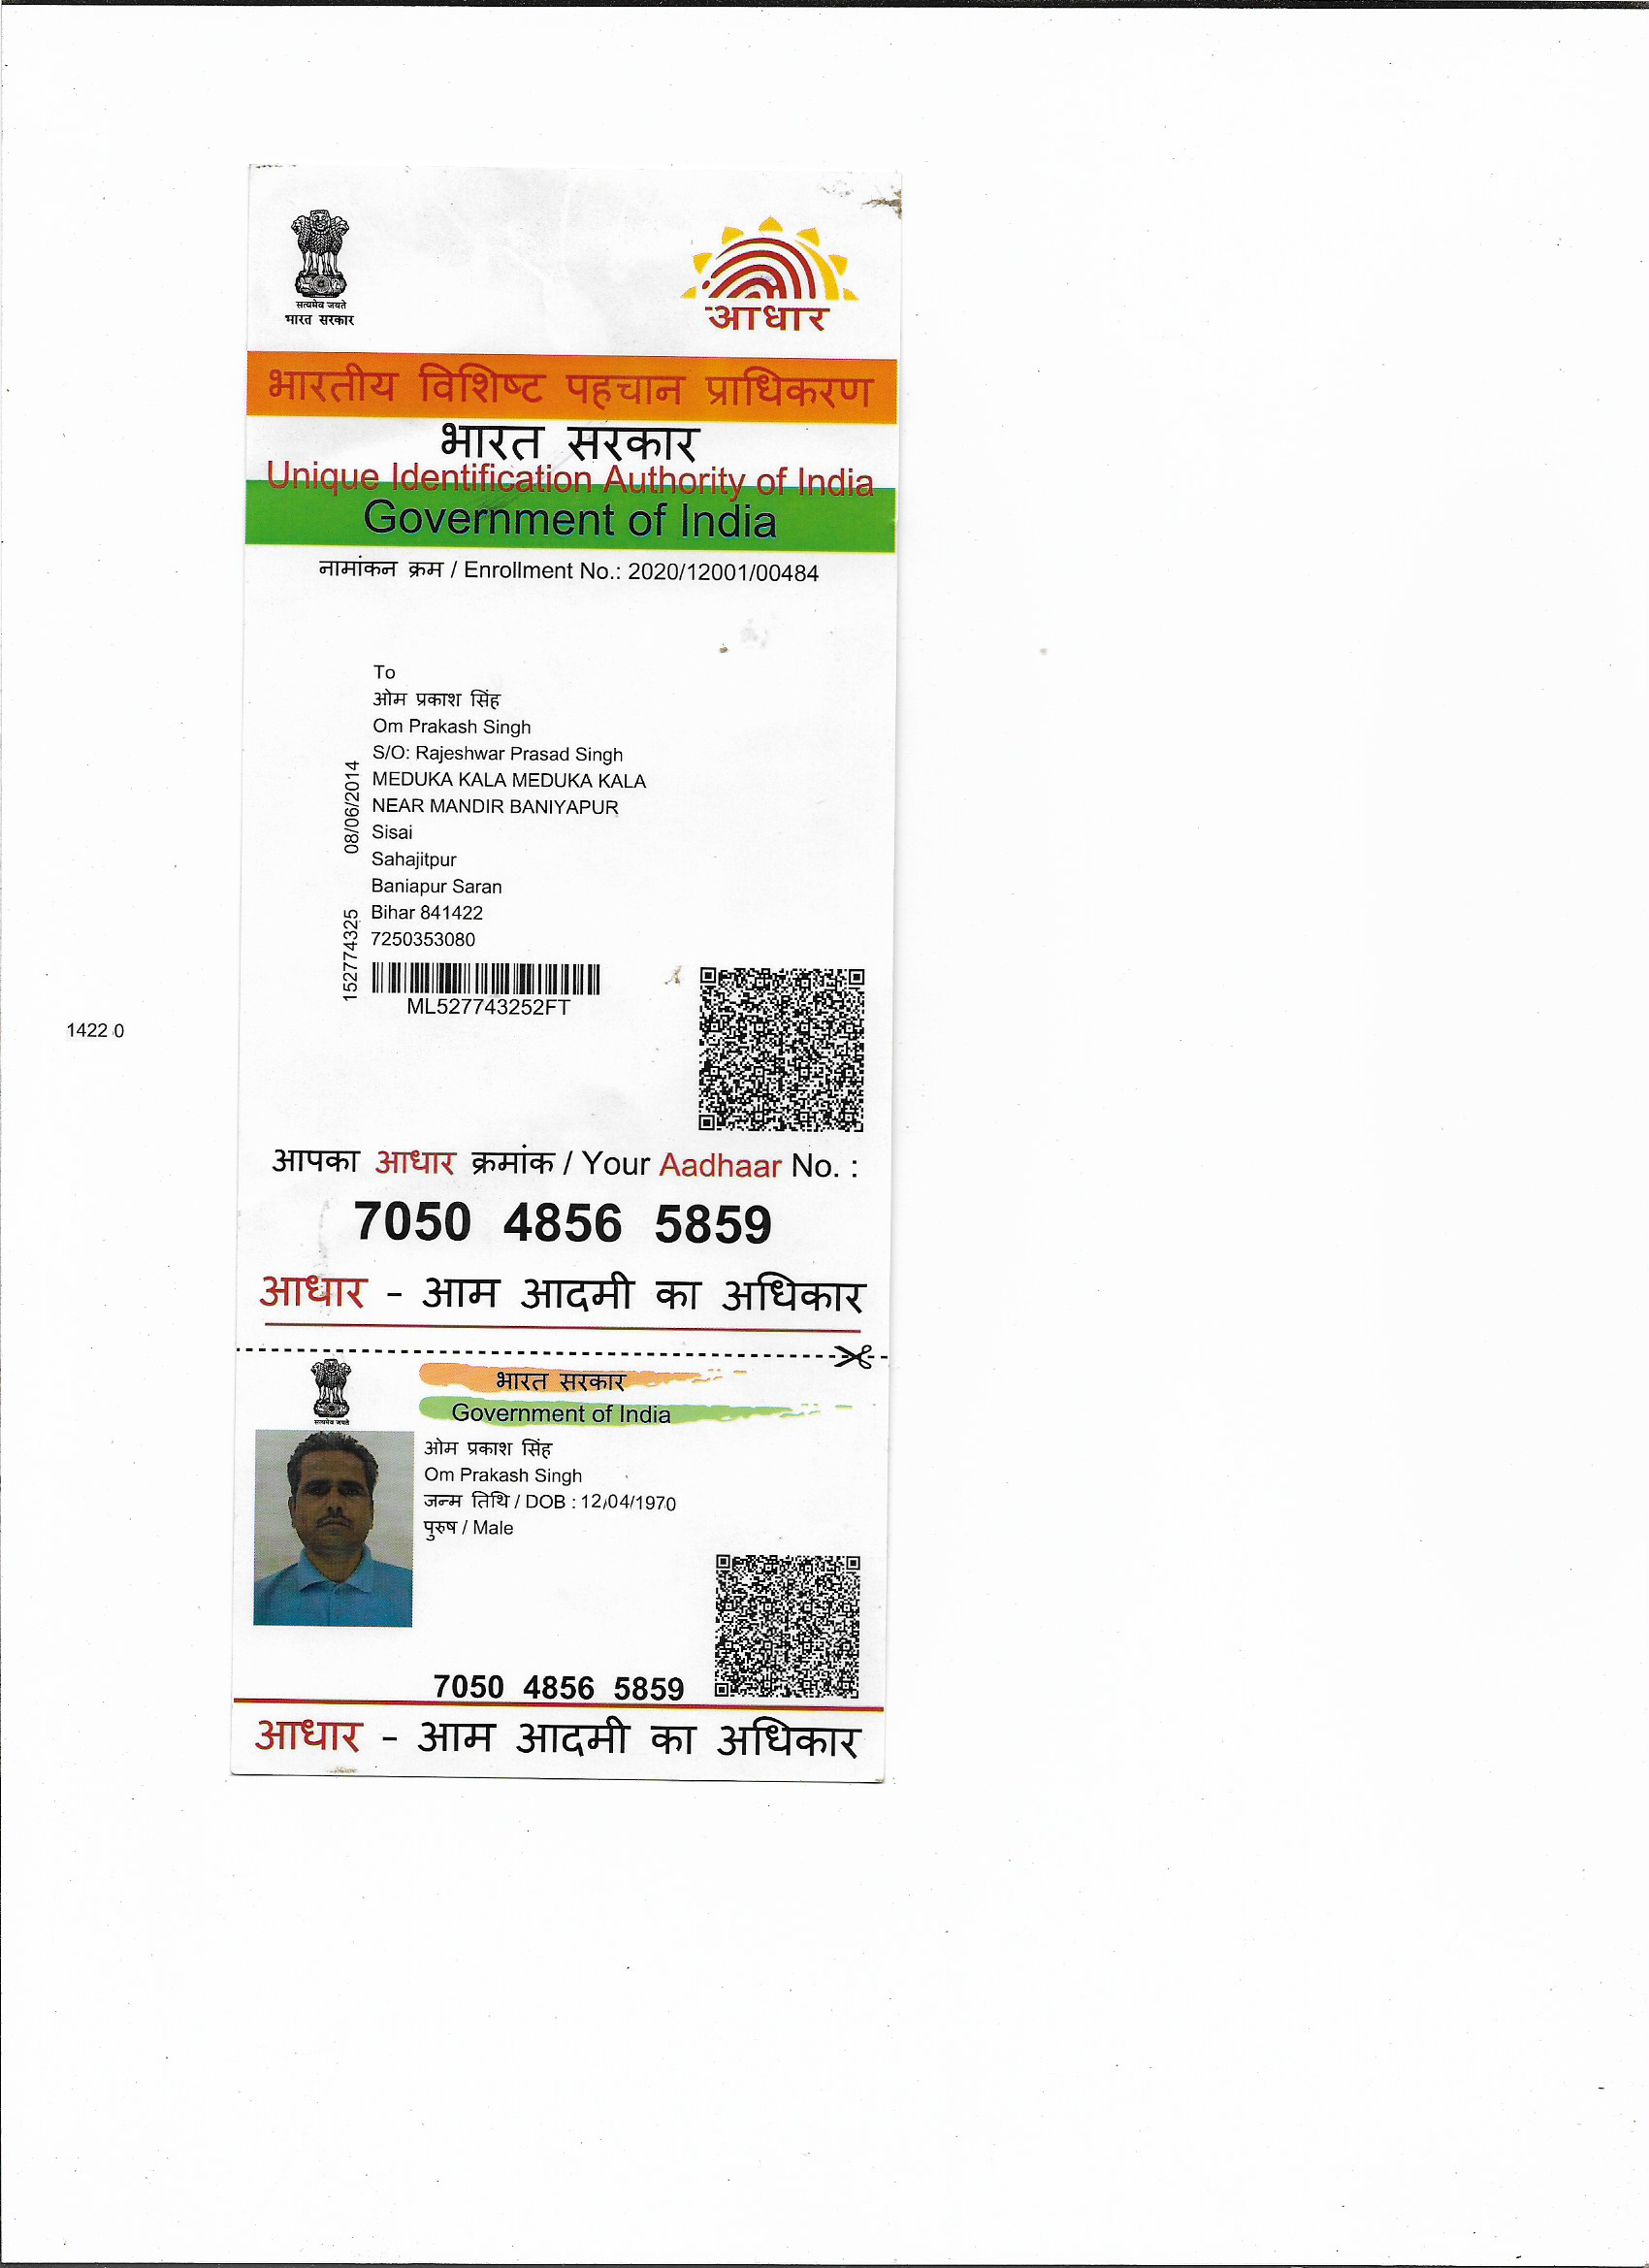 सत्यमेव जयते
भारत सरकार
आधार
भारतीय विशिष्ट पहचान प्राधिकरण
भारत सरकार
Unique Identification Authority of India
Government of India
नामांकन क्रम / Enrollment No.: 2020/12001/00484
To
ओम प्रकाश सिंह
Om Prakash Singh
S/O: Rajeshwar Prasad Singh
MEDUKA KALA MEDUKA KALA
NEAR MANDIR BANIYAPUR
Sisai
Sahajitpur
Baniapur Saran
Bihar 841422
7250353080
08/06/2014
152774325
ML527743252FT
1422 0
आपका आधार क्रमांक / Your Aadhaar No. :
7050 4856 5859
आधार - आम आदमी का अधिकार
सत्यमेव जयते
भारत सरकार
Government of India
ओम प्रकाश सिंह
Om Prakash Singh
जन्म तिथि / DOB : 12/04/1970
पुरुष / Male
7050 4856 5859
आधार - आम आदमी का अधिकार